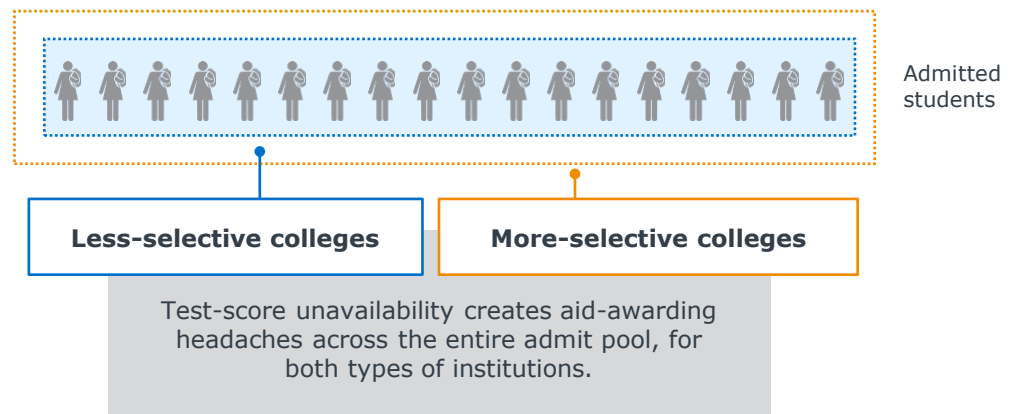 Admitted
students
Less-selective colleges
More-selective colleges
Test-score unavailability creates aid-awarding
headaches across the entire admit pool, for
both types of institutions.